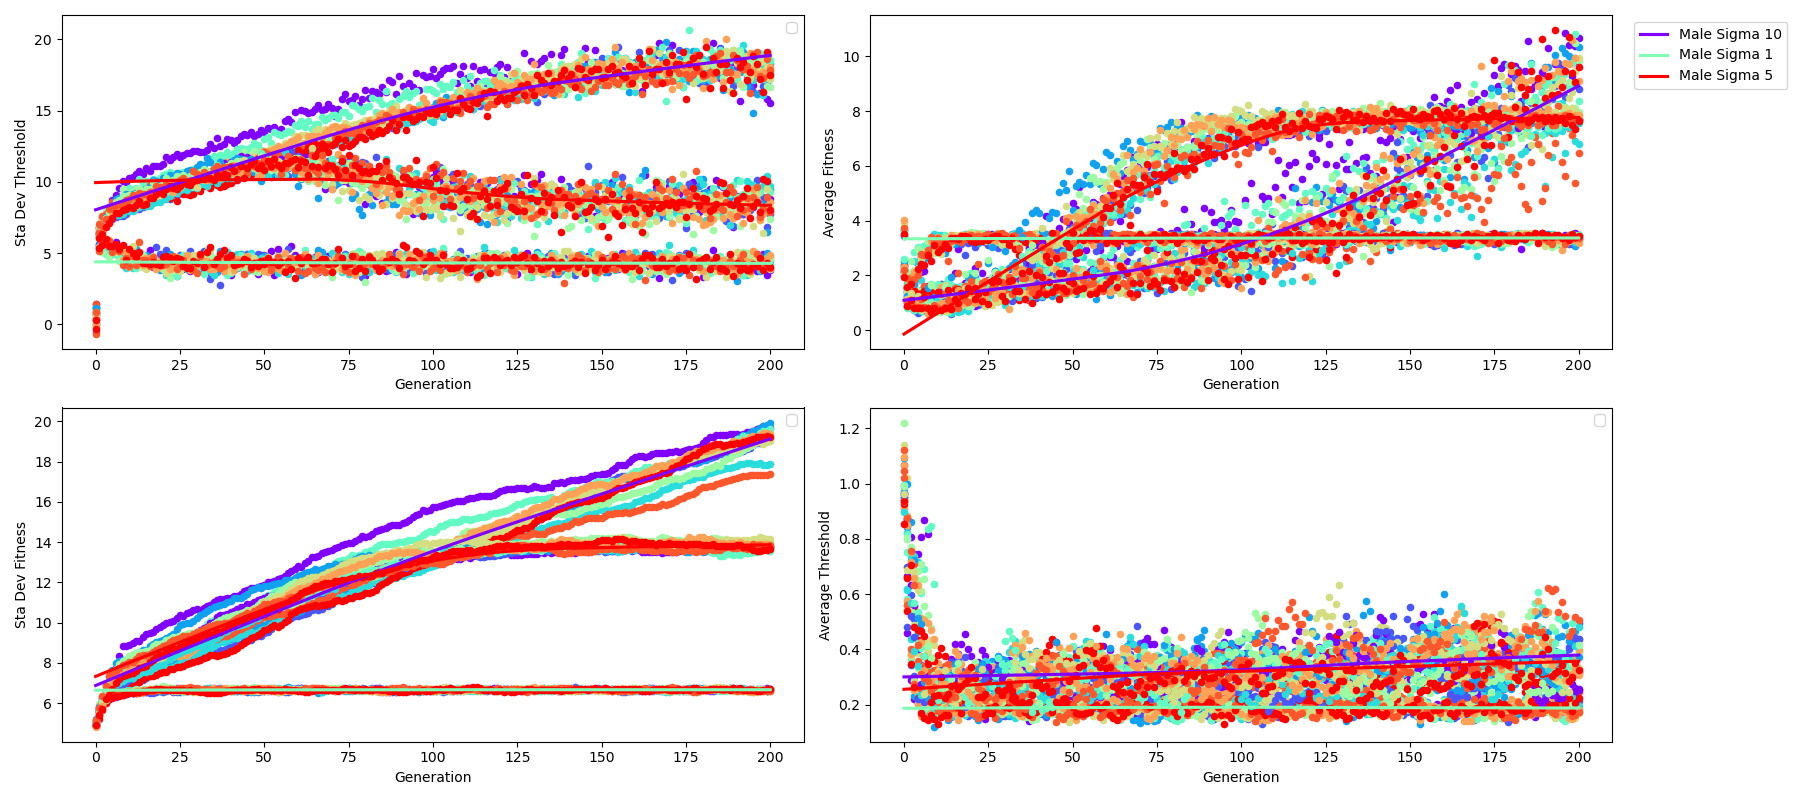 Sta Dev Threshold
20
15
10
5
0
0 25 50 75 100 125 150 175 200
Generation
Average Fitness
10
8
6
4
2
0
0 25 50 75 100 125 150 175 200
Generation
Male Sigma 10
Male Sigma 1
Male Sigma 5
Sta Dev Fitness
20
18
16
14
12
10
8
6
0 25 50 75 100 125 150 175 200
Generation
Average Threshold
1.2
1.0
0.8
0.6
0.4
0.2
0 25 50 75 100 125 150 175 200
Generation